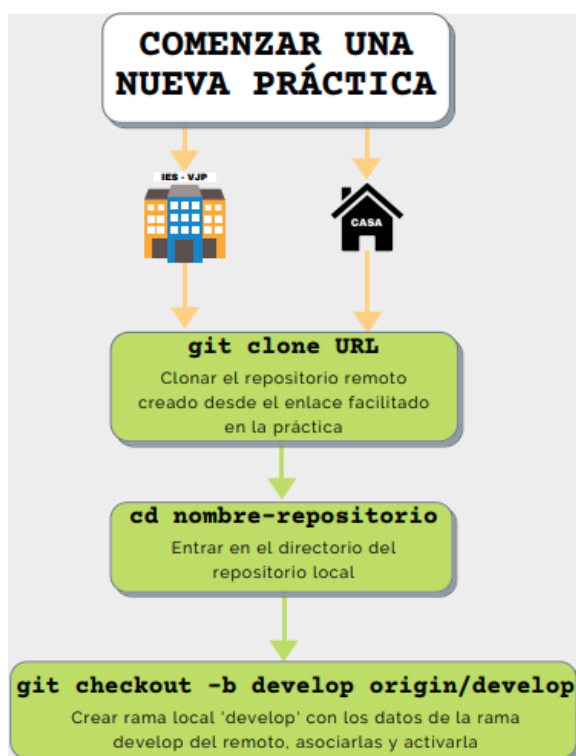 COMENZAR UNA
NUEVA PRÁCTICA
IES - VJP
CASA
git clone URL
Clonar el repositorio remoto
creado desde el enlace facilitado
en la práctica
cd nombre-repositorio
Entrar en el directorio del
repositorio local
git checkout -b develop origin/develop
Crear rama local 'develop' con los datos de la rama
develop del remoto, asociarlas y activarla